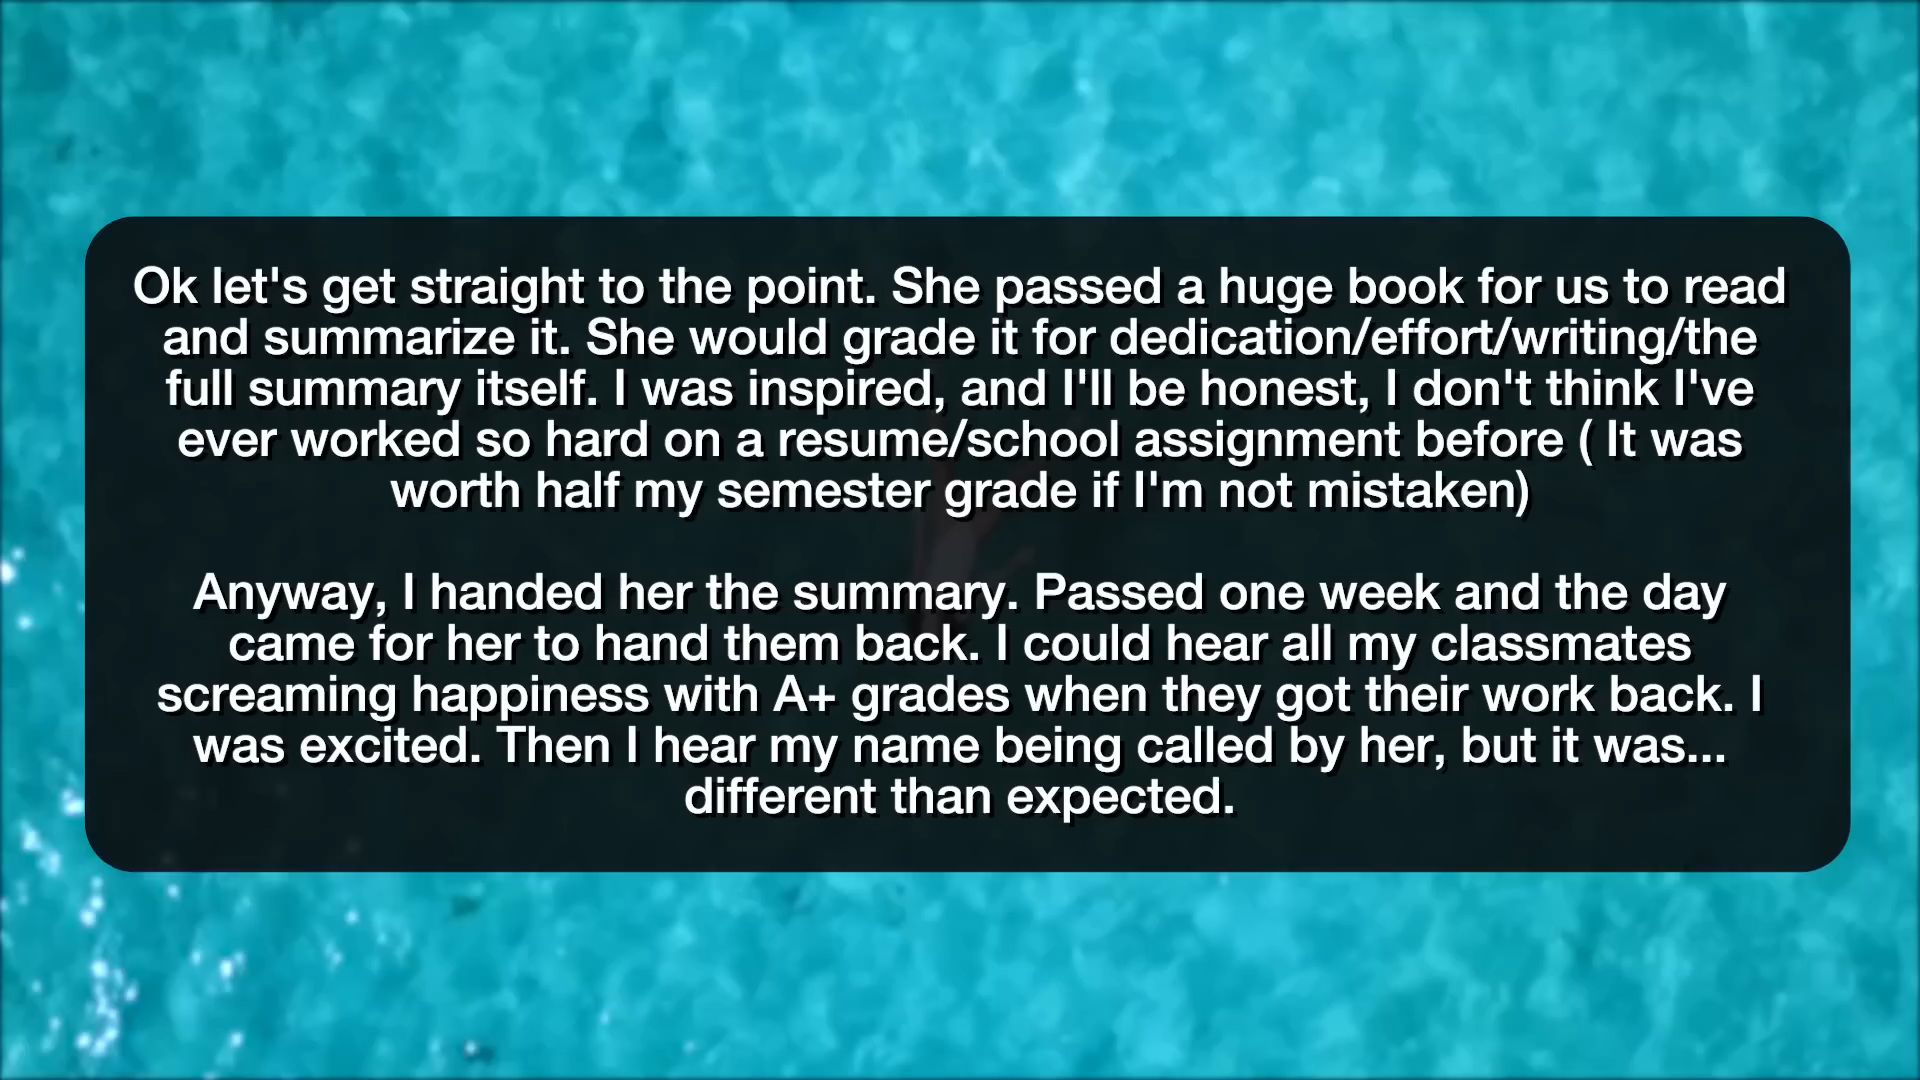 Ok let's get straight to the point. She passed a huge book for us to read
and summarize it. She would grade it for dedication/effort/writing/the
full summary itself. I was inspired, and I'll be honest, I don't think I've
ever worked so hard on a resume/school assignment before ( It was
worth half my semester grade if I'm not mistaken)
Anyway, I handed her the summary. Passed one week and the day
came for her to hand them back. I could hear all my classmates
screaming happiness with A+ grades when they got their work back. I
was excited. Then I hear my name being called by her, but it was...
different than expected.